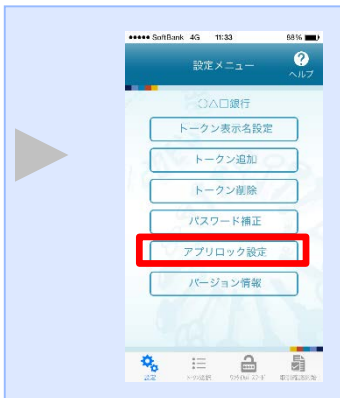 ●●●●● SoftBank 4G 11:33 88%
設定メニュー
?
ヘルプ
○△□銀行
トークン表示名設定
トークン追加
トークン削除
パスワード補正
アプリロック設定
バージョン情報
設定